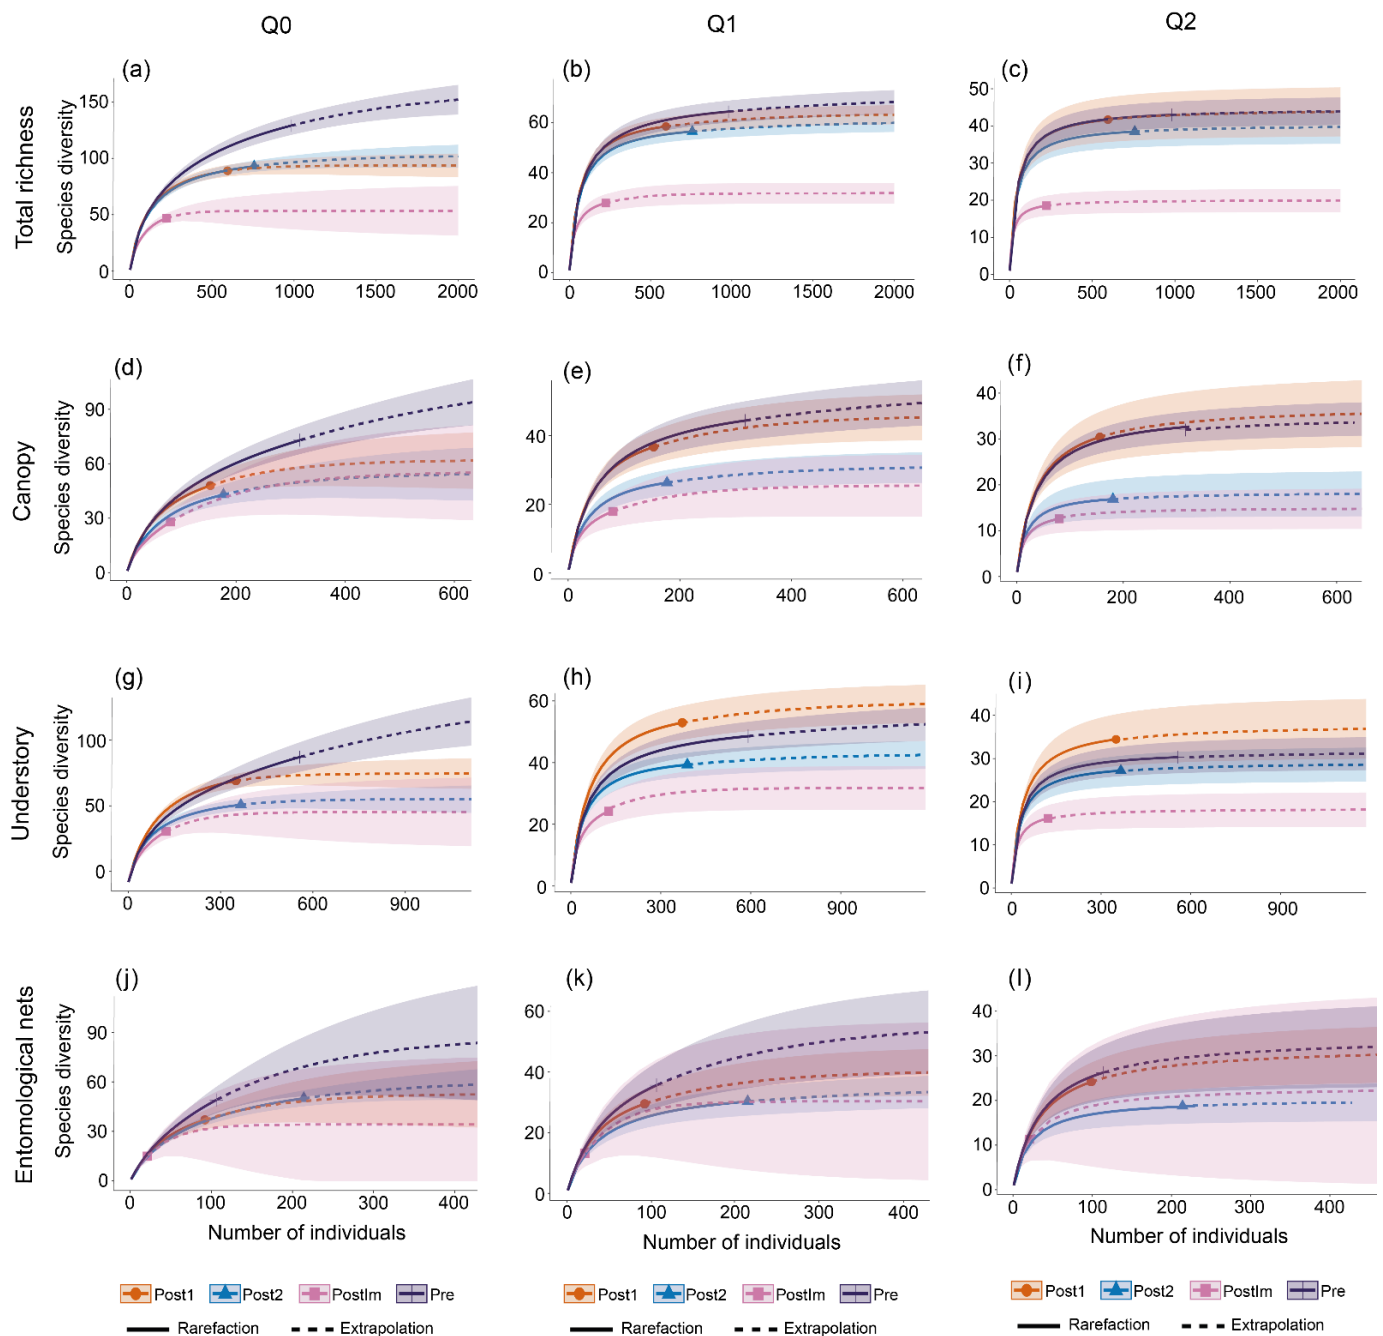 Q0 Q1 Q2
Total richness
Species diversity
(a) (b) (c)
150
100
50
0
60
40
20
0
50
40
30
20
10
0
0 500 1000 1500 2000
0 500 1000 1500 2000
0 500 1000 1500 2000
Canopy
Species diversity
(d) (e) (f)
90
60
30
0
40
20
0
40
30
20
10
0
0 200 400 600
0 200 400 600
0 200 400 600
Understory
Species diversity
(g) (h) (i)
100
50
0
60
40
20
0
40
30
20
10
0
0 300 600 900
0 300 600 900
0 300 600 900
Entomological nets
Species diversity
(j) (k) (l)
90
60
30
0
60
40
20
0
40
30
20
10
0
0 100 200 300 400
0 100 200 300 400
0 100 200 300 400
Number of individuals
Number of individuals
Number of individuals
Post1 Post2 PostIm Pre
Rarefaction Extrapolation
Post1 Post2 PostIm Pre
Rarefaction Extrapolation
Post1 Post2 PostIm Pre
Rarefaction Extrapolation